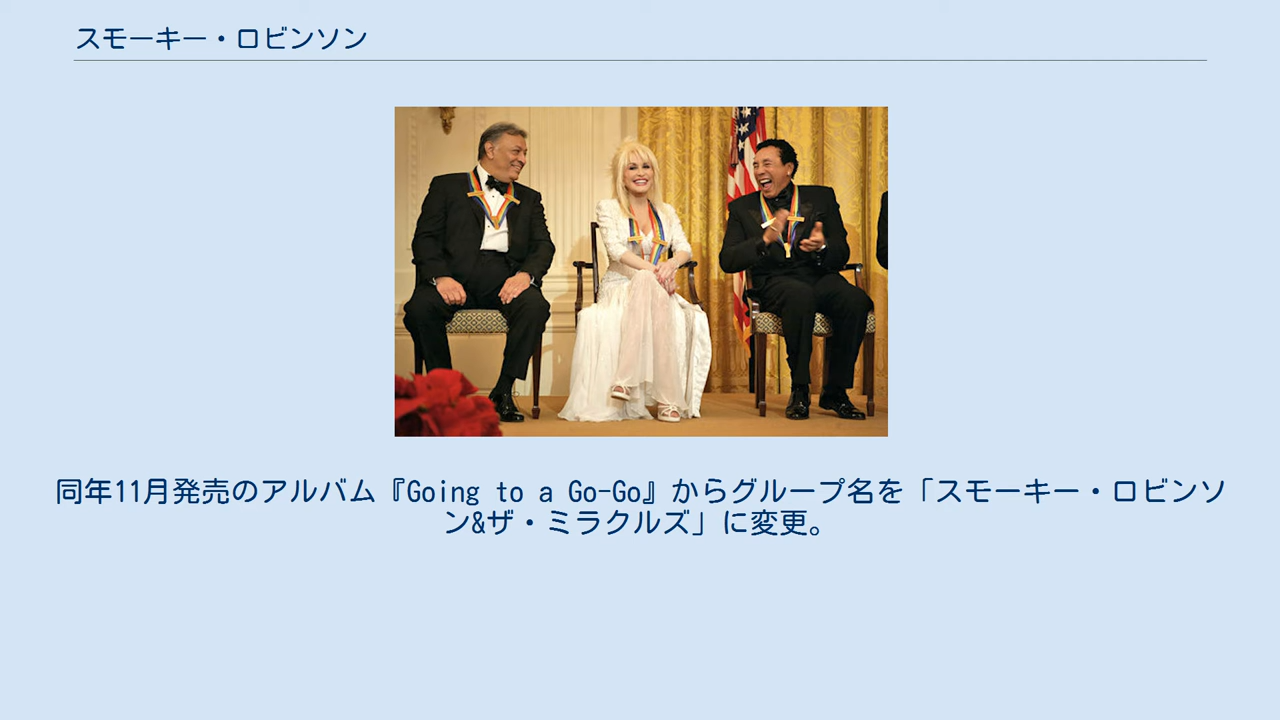 スモーキー・ロビンソン
同年11月発売のアルバム『Going to a Go-Go』からグループ名を「スモーキー・ロビンソ
ン&ザ・ミラクルズ」に変更。